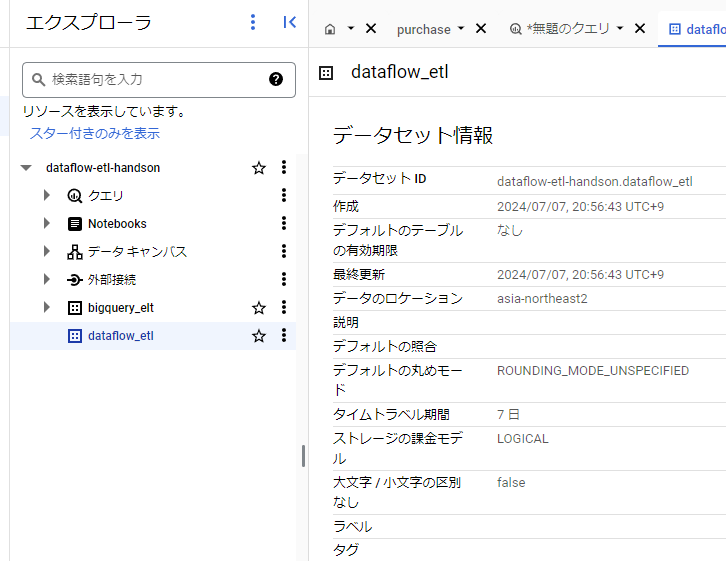 エクスプローラ
検索語句を入力
リソースを表示しています。
スター付きのみを表示
dataflow-etl-handson
クエリ
Notebooks
データ キャンバス
外部接続
bigquery_elt
dataflow_etl
purchase
*無題のクエリ
dataflo
dataflow_etl
データセット情報
データセット ID dataflow-etl-handson.dataflow_etl
作成 2024/07/07, 20:56:43 UTC+9
デフォルトのテーブル なし
の有効期限
最終更新 2024/07/07, 20:56:43 UTC+9
データのロケーション asia-northeast2
説明
デフォルトの照合
デフォルトの丸めモー ROUNDING_MODE_UNSPECIFIED
ド
タイムトラベル期間 7 日
ストレージの課金モデ LOGICAL
ル
大文字 / 小文字の区別 false
なし
ラベル
タグ